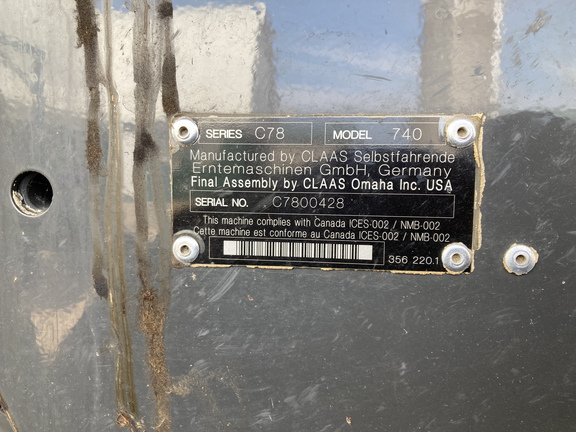 SERIES C78 MODEL 740
Manufactured by CLAAS Selbstfahrende
Erntemaschinen GmbH, Germany
Final Assembly by CLAAS Omaha Inc. USA
SERIAL NO. C7800428
This machine complies with Canada ICES-002 / NMB-002
Cette machine est conforme au Canada ICES-002 / NMB-002
356 220.1